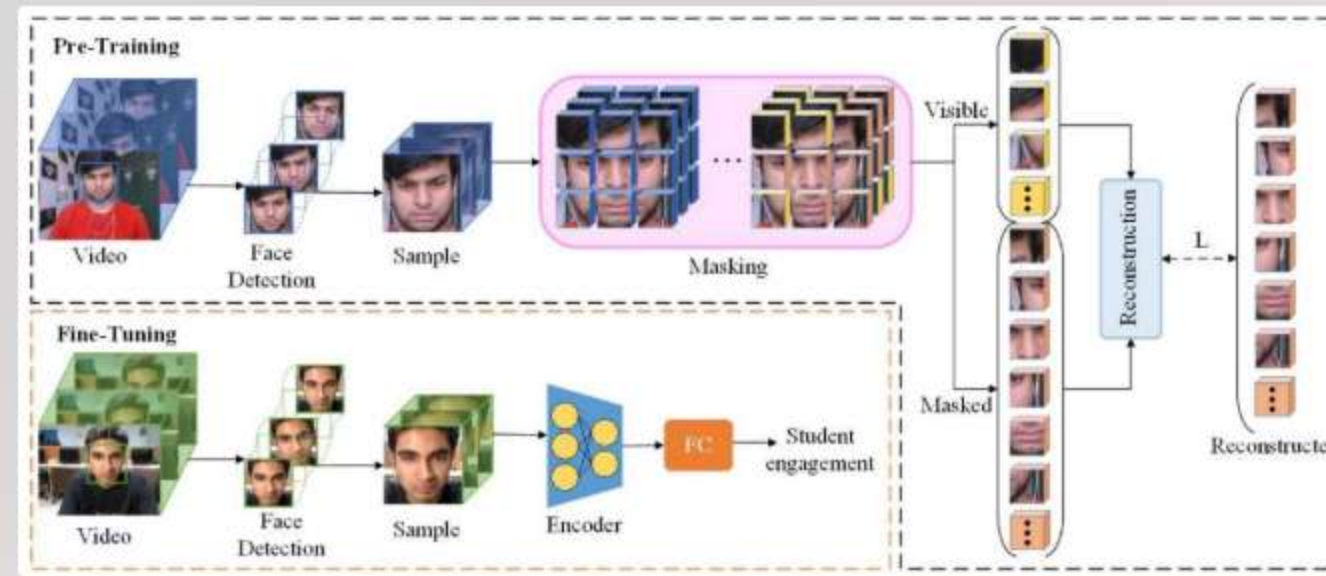 Pre-Training
Video
Face
Detection
Sample
Masking
Visible
Masked
Reconstruction
L
Reconstructe
Fine-Tuning
Video
Face
Detection
Sample
Encoder
FC
Student
engagement